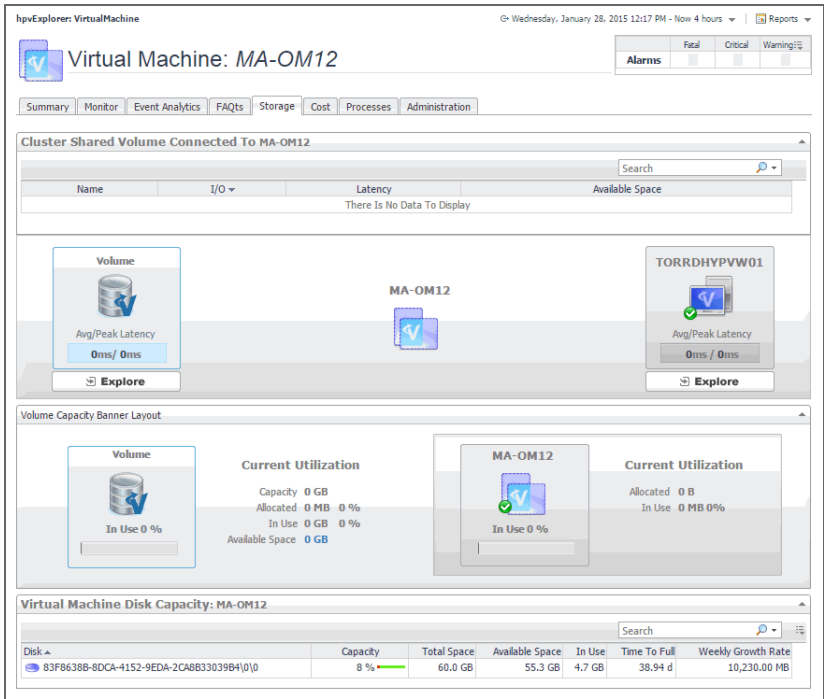 hpvExplorer: VirtualMachine
Wednesday, January 28, 2015 12:17 PM - Now 4 hours Reports
Virtual Machine: MA-OM12
Fatal Critical Warning
Alarms
Summary Monitor Event Analytics FAQts Storage Cost Processes Administration
Cluster Shared Volume Connected To MA-OM12
Search
Name I/O Latency Available Space
There Is No Data To Display
Volume
Avg/Peak Latency
0ms/ 0ms
Explore
MA-OM12
TORRDHYPVW01
Avg/Peak Latency
0ms / 0ms
Explore
Volume Capacity Banner Layout
Volume
In Use 0 %
Current Utilization
Capacity 0 GB
Allocated 0 MB 0 %
In Use 0 GB 0 %
Available Space 0 GB
MA-OM12
In Use 0 %
Current Utilization
Allocated 0 B
In Use 0 MB 0%
Virtual Machine Disk Capacity: MA-OM12
Search
Disk Capacity Total Space Available Space In Use Time To Full Weekly Growth Rate
83F8638B-8DCA-4152-9EDA-2CA8B33039B4\0\0 8 % 60.0 GB 55.3 GB 4.7 GB 38.94 d 10,230.00 MB